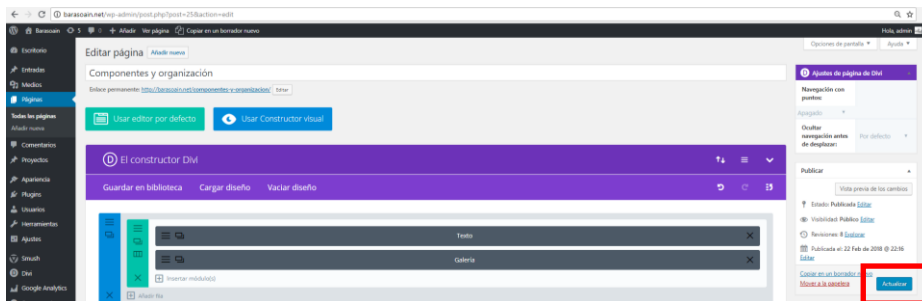 barasoain.net/wp-admin/post.php?post=25&action=edit
Barasoain 5 0 + Añadir Ver página Copiar en un borrador nuevo Hola, admin
Opciones de pantalla Ayuda
Escritorio
Entradas
Medios
Páginas
Todas las páginas
Añadir nueva
Comentarios
Proyectos
Apariencia
Plugins
Usuarios
Herramientas
Ajustes
Smush
Divi
Google Analytics
Editar página Añadir nueva
Componentes y organización
Enlace permanente: http://barasoain.net/componentes-y-organizacion/ Editar
Usar editor por defecto Usar Constructor visual
D El constructor Divi
Guardar en biblioteca Cargar diseño Vaciar diseño
Texto
Galería
Insertar módulo(s)
Añadir fila
D Ajustes de página de Divi
Navegación con
puntos:
Apagado
Ocultar
navegación antes
de desplazar:
Por defecto
Publicar
Vista previa de los cambios
Estado: Publicada Editar
Visibilidad: Público Editar
Revisiones: 8 Explorar
Publicada el: 22 Feb de 2018 @ 22:16
Editar
Copiar en un borrador nuevo
Mover a la papelera
Actualizar